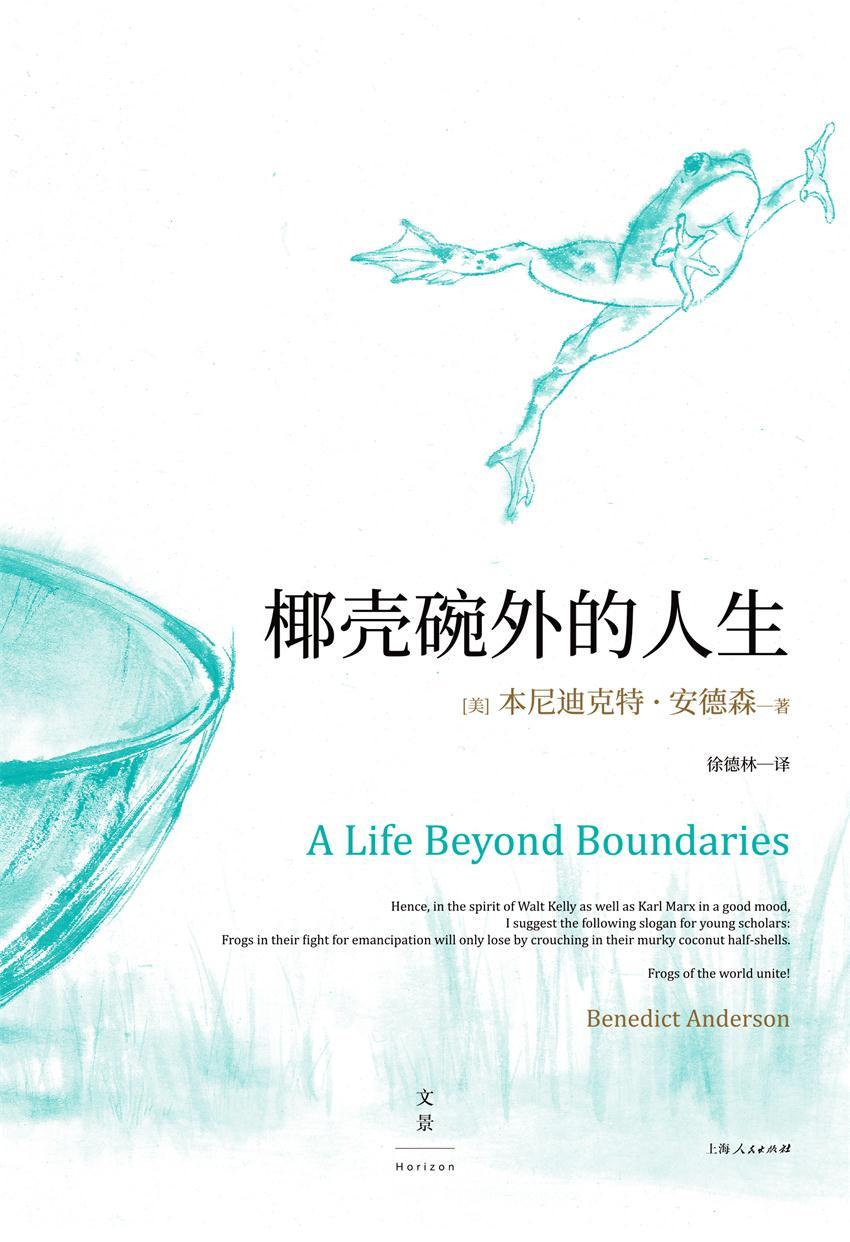 椰壳碗外的人生
[美] 本尼迪克特·安德森—著
徐德林—译
A Life Beyond Boundaries
Hence, in the spirit of Walt Kelly as well as Karl Marx in a good mood,
I suggest the following slogan for young scholars:
Frogs in their fight for emancipation will only lose by crouching in their murky coconut half-shells.
Frogs of the world unite!
Benedict Anderson
文
景
Horizon
上海人民出版社